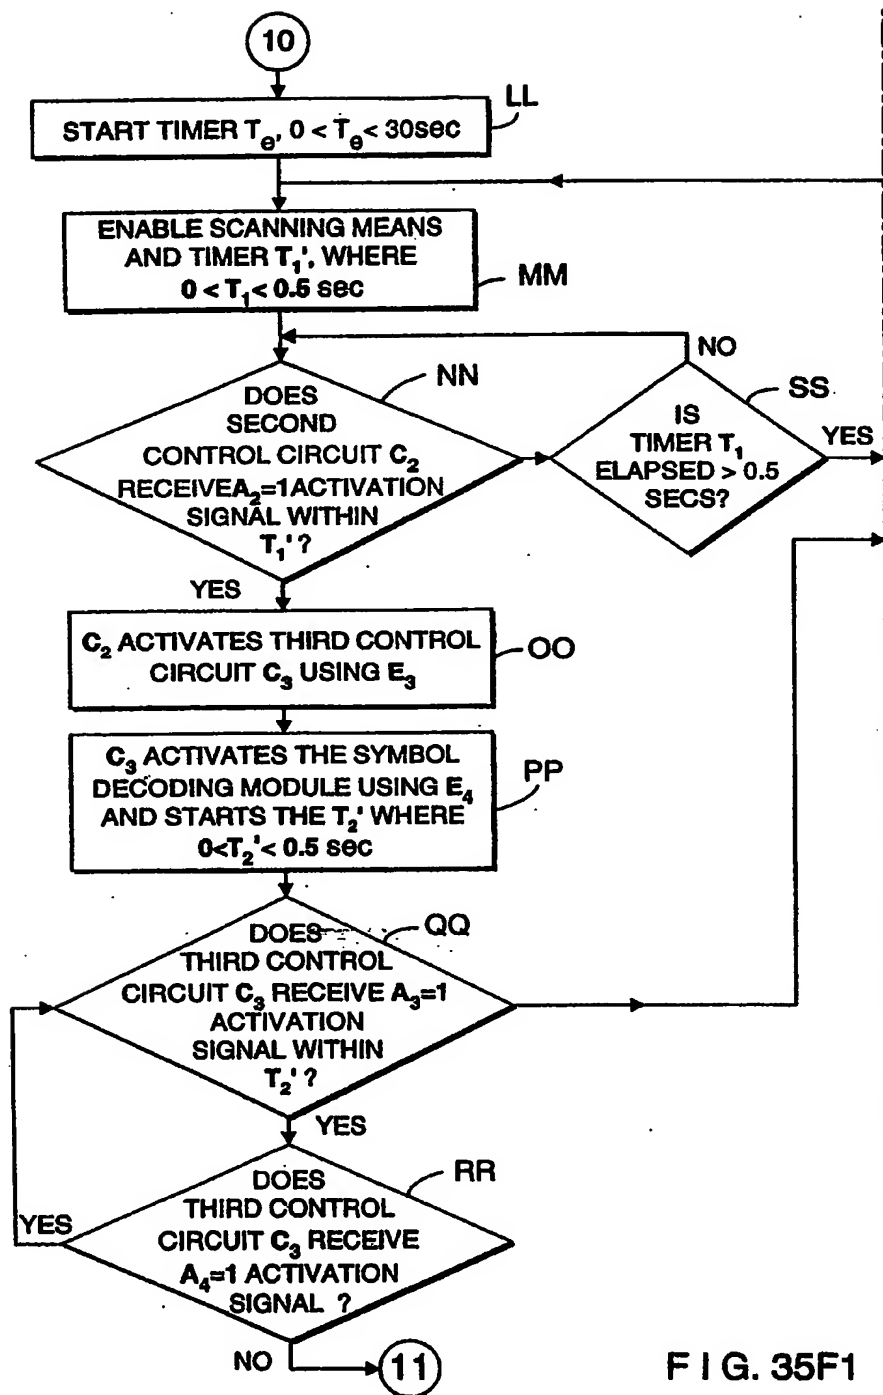 10
LL
START TIMER Te, 0 < Te < 30sec
ENABLE SCANNING MEANS
AND TIMER T1', WHERE
0 < T1 < 0.5 sec
MM
NO
NN
SS
DOES
SECOND
CONTROL CIRCUIT C2
RECEIVEA2=1ACTIVATION
SIGNAL WITHIN
T1' ?
IS
TIMER T1
ELAPSED > 0.5
SECS?
YES
YES
C2 ACTIVATES THIRD CONTROL
CIRCUIT C3 USING E3
OO
C3 ACTIVATES THE SYMBOL
DECODING MODULE USING E4
AND STARTS THE T2' WHERE
0<T2'< 0.5 sec
PP
QQ
DOES
THIRD CONTROL
CIRCUIT C3 RECEIVE A3=1
ACTIVATION
SIGNAL WITHIN
T2' ?
YES
RR
DOES
THIRD CONTROL
CIRCUIT C3 RECEIVE
A4=1 ACTIVATION
SIGNAL ?
YES
NO
11
FIG. 35F1